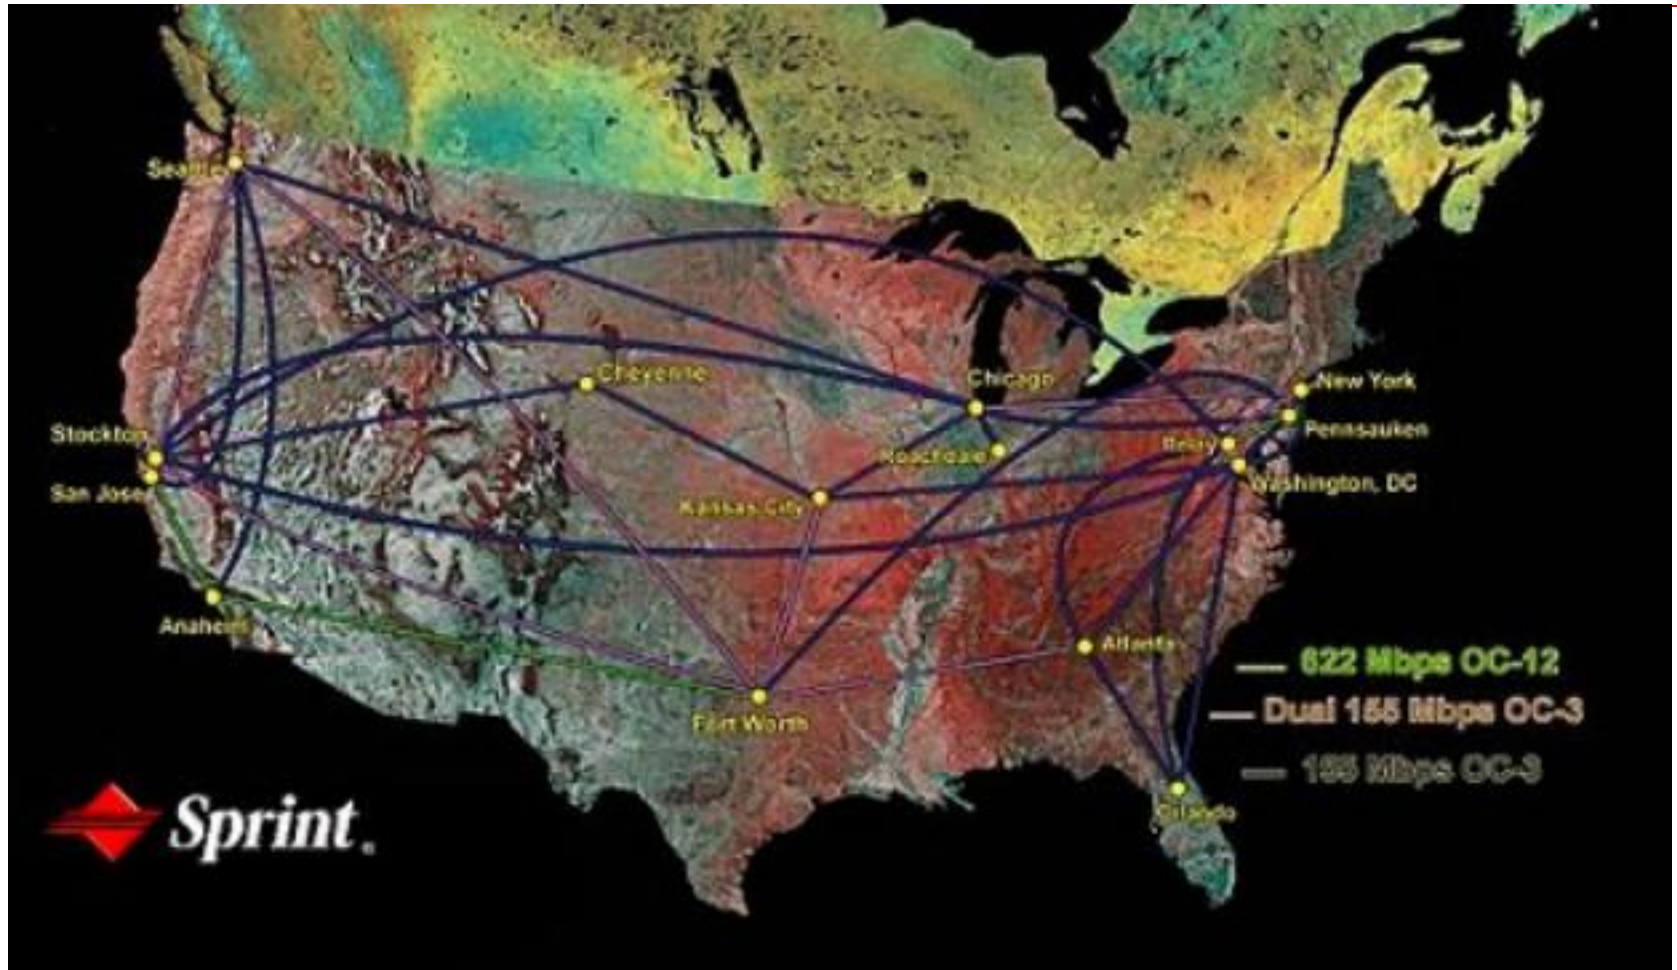 Seattle
Cheyenne
Chicago
New York
Stockton
Pennsauken
Relay
Roachdale
San Jose
Washington, DC
Kansas City
Anaheim
Atlanta
622 Mbps OC-12
Fort Worth
Dual 155 Mbps OC-3
155 Mbps OC-3
Orlando
Sprint®